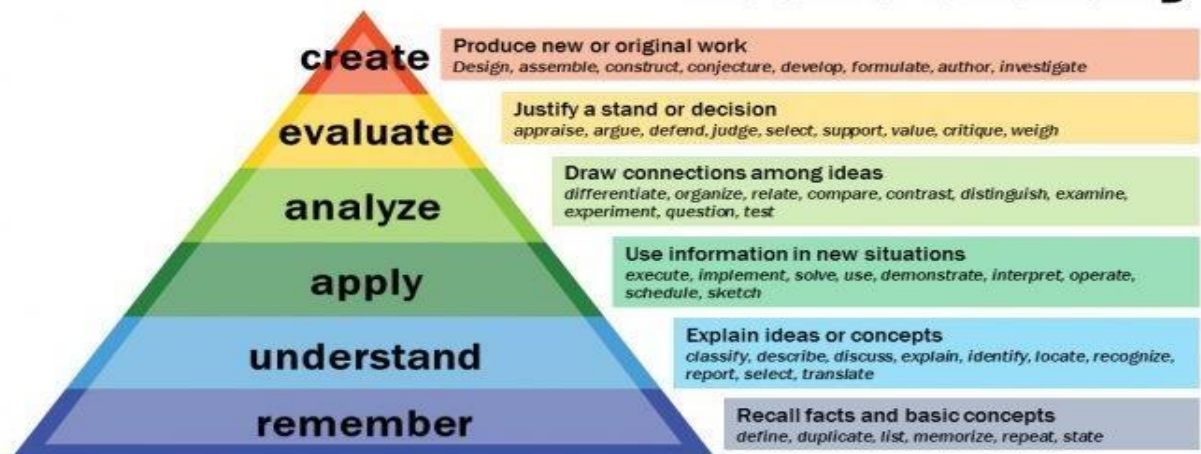 create
Produce new or original work
Design, assemble, construct, conjecture, develop, formulate, author, investigate
evaluate
Justify a stand or decision
appraise, argue, defend, judge, select, support, value, critique, weigh
analyze
Draw connections among ideas
differentiate, organize, relate, compare, contrast, distinguish, examine,
experiment, question, test
apply
Use information in new situations
execute, implement, solve, use, demonstrate, interpret, operate,
schedule, sketch
understand
Explain ideas or concepts
classify, describe, discuss, explain, identify, locate, recognize,
report, select, translate
remember
Recall facts and basic concepts
define, duplicate, list, memorize, repeat, state